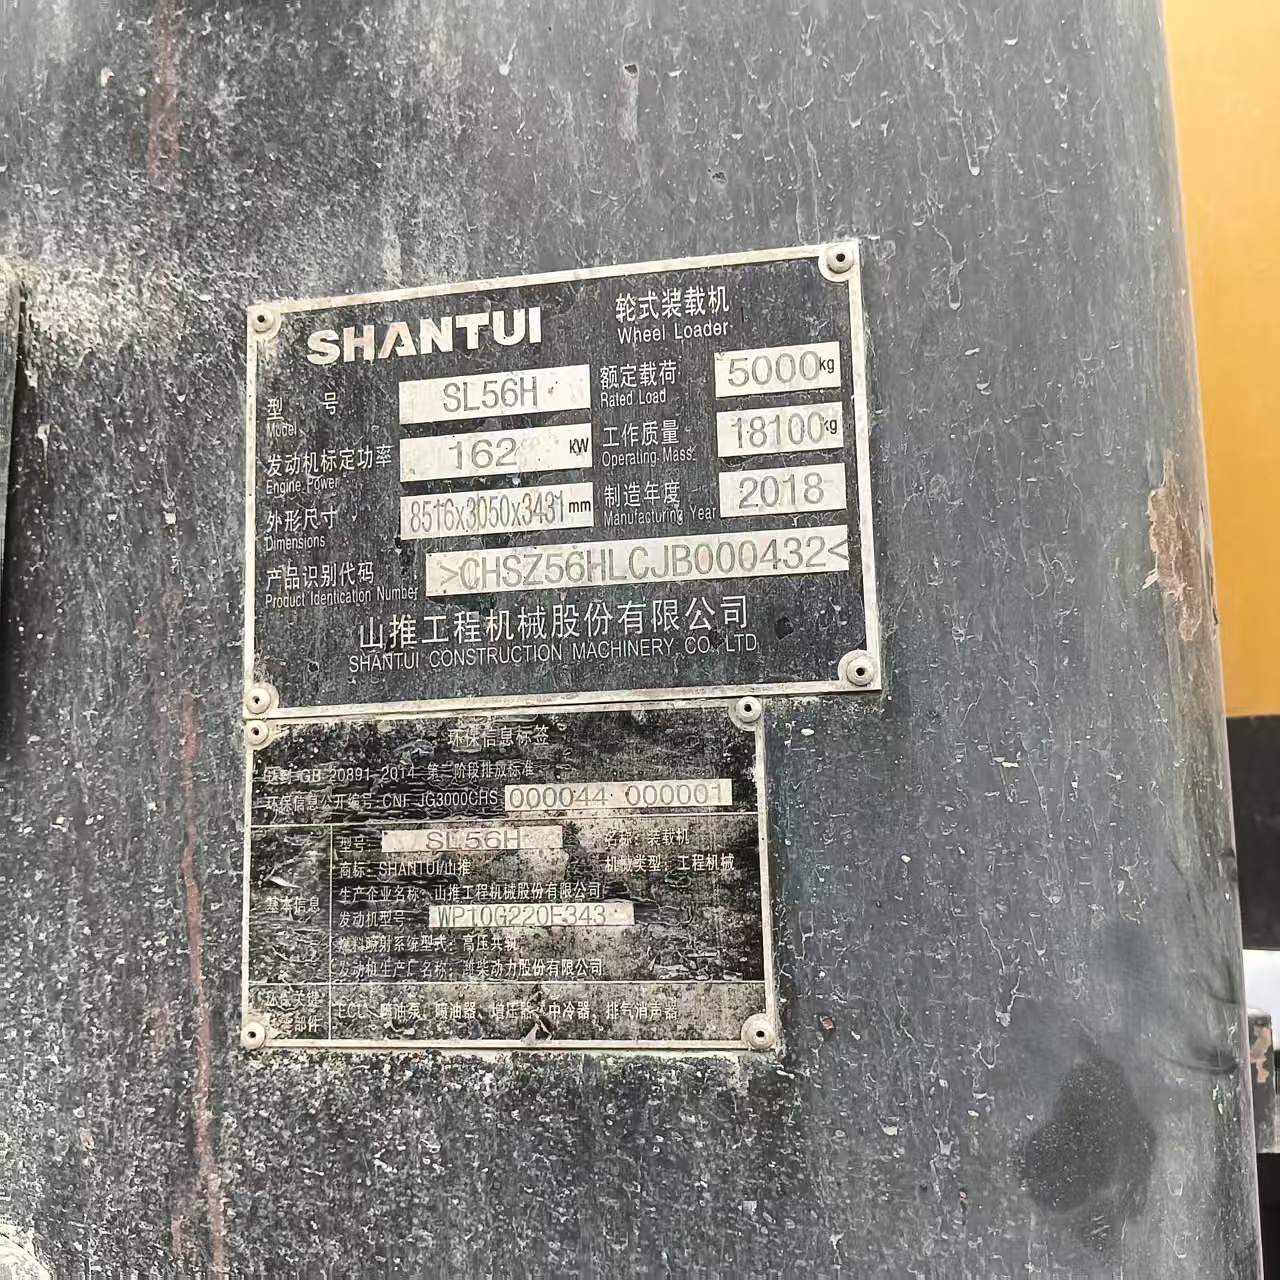 SHANTUI
轮式装载机
Wheel Loader
型 号 SL56H 额定载荷 5000kg
Model Rated Load
发动机标定功率 162 kW 工作质量 18100kg
Engine Power Operating Mass
外形尺寸 8516x3050x3431 mm 制造年度 2018
Dimensions Manufacturing Year
产品识别代码 >CHSZ56HLCJB000432<
Product Identication Number
山推工程机械股份有限公司
SHANTUI CONSTRUCTION MACHINERY CO., LTD
环保信息标签
GB 20891-2014 第三阶段排放标准
环保信息公开编号:CNF JG3000CHS 000044 000001
型号: SL56H 名称:装载机
商标:SHANTUI/山推 机械类型:工程机械
生产企业名称:山推工程机械股份有限公司
基本信息
发动机型号: WP10G220E343
燃料喷射系统型式:高压共轨
发动机生产厂名称:潍柴动力股份有限公司
部件 ECU、喷油泵、喷油器、增压器、中冷器、排气消声器